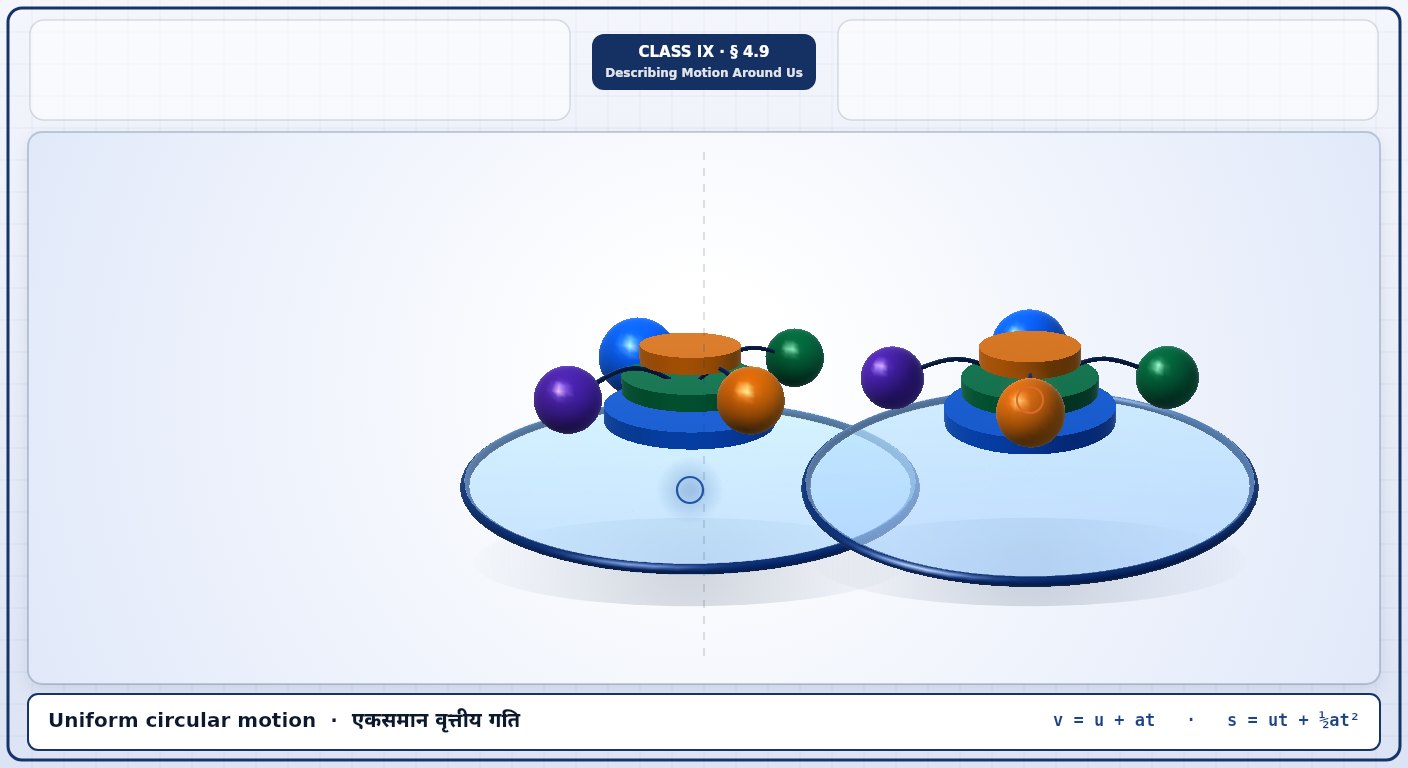 CLASS IX · § 4.9
Describing Motion Around Us
Uniform circular motion · एकसमान वृत्तीय गति
v = u + at · s = ut + ½at²